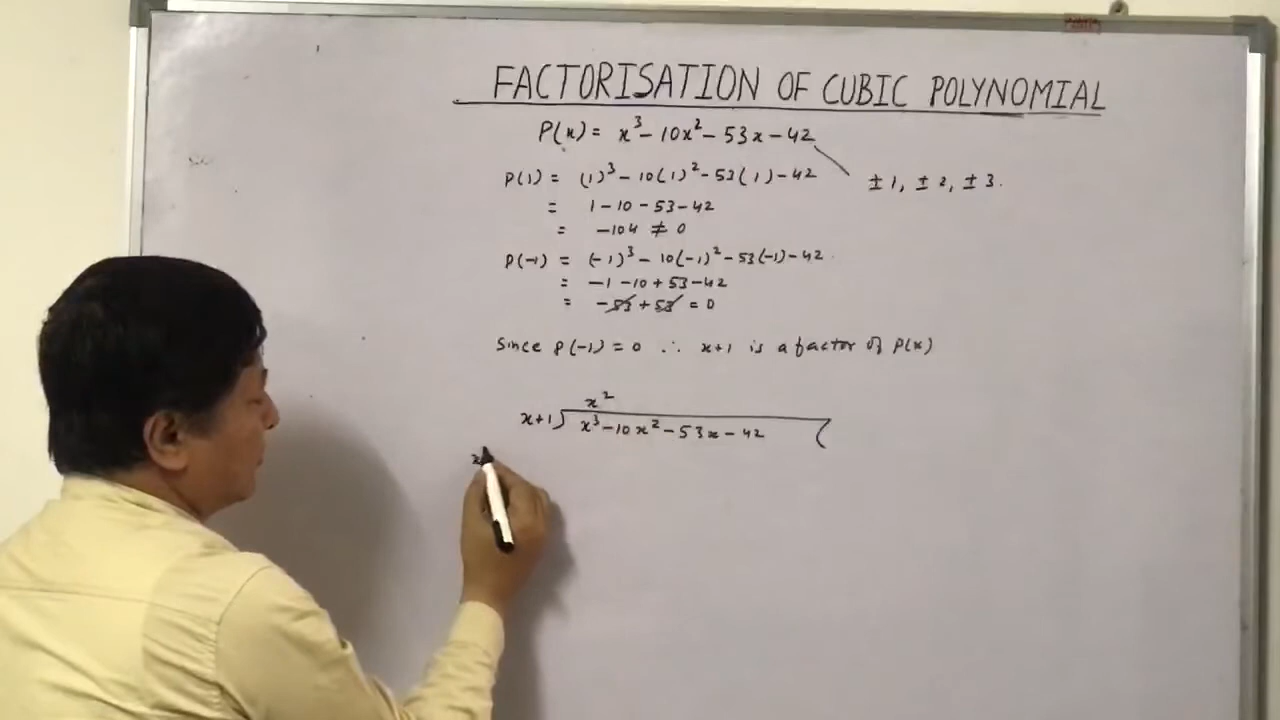 FACTORISATION OF CUBIC POLYNOMIAL
P(x) = x³ - 10x² - 53x - 42
± 1, ± 2, ± 3.
P(1) = (1)³ - 10(1)² - 53(1) - 42
= 1 - 10 - 53 - 42
= -104 ≠ 0
P(-1) = (-1)³ - 10(-1)² - 53(-1) - 42
= -1 - 10 + 53 - 42
= -53 + 53 = 0
Since P(-1) = 0 ∴ x+1 is a factor of P(x)
x²
x+1) x³ - 10x² - 53x - 42 (